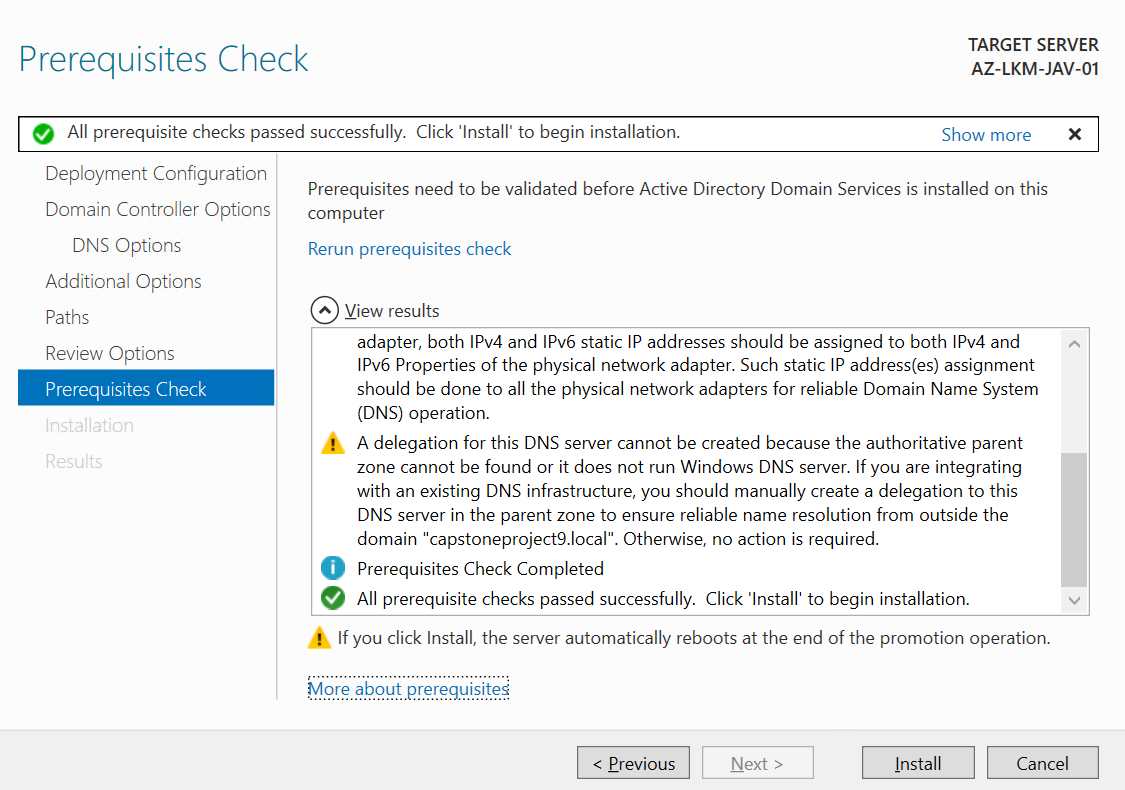 Prerequisites Check
TARGET SERVER
AZ-LKM-JAV-01
All prerequisite checks passed successfully.  Click 'Install' to begin installation.
Show more
Deployment Configuration
Domain Controller Options
DNS Options
Additional Options
Paths
Review Options
Prerequisites Check
Installation
Results
Prerequisites need to be validated before Active Directory Domain Services is installed on this
computer
Rerun prerequisites check
View results
adapter, both IPv4 and IPv6 static IP addresses should be assigned to both IPv4 and
IPv6 Properties of the physical network adapter. Such static IP address(es) assignment
should be done to all the physical network adapters for reliable Domain Name System
(DNS) operation.
A delegation for this DNS server cannot be created because the authoritative parent
zone cannot be found or it does not run Windows DNS server. If you are integrating
with an existing DNS infrastructure, you should manually create a delegation to this
DNS server in the parent zone to ensure reliable name resolution from outside the
domain "capstoneproject9.local". Otherwise, no action is required.
Prerequisites Check Completed
All prerequisite checks passed successfully.  Click 'Install' to begin installation.
If you click Install, the server automatically reboots at the end of the promotion operation.
More about prerequisites
< Previous
Next >
Install
Cancel